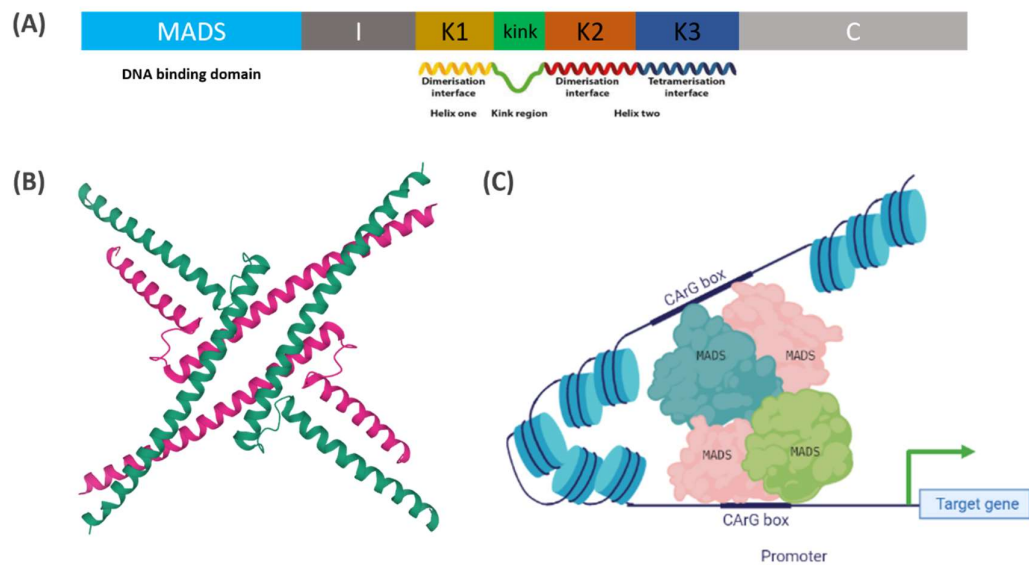 (A)
MADS I K1 kink K2 K3 C
DNA binding domain
Dimerisation interface
Dimerisation interface
Tetramerisation interface
Helix one
Kink region
Helix two
(B)
(C)
CArG box
MADS
MADS
MADS
MADS
CArG box
Target gene
Promoter